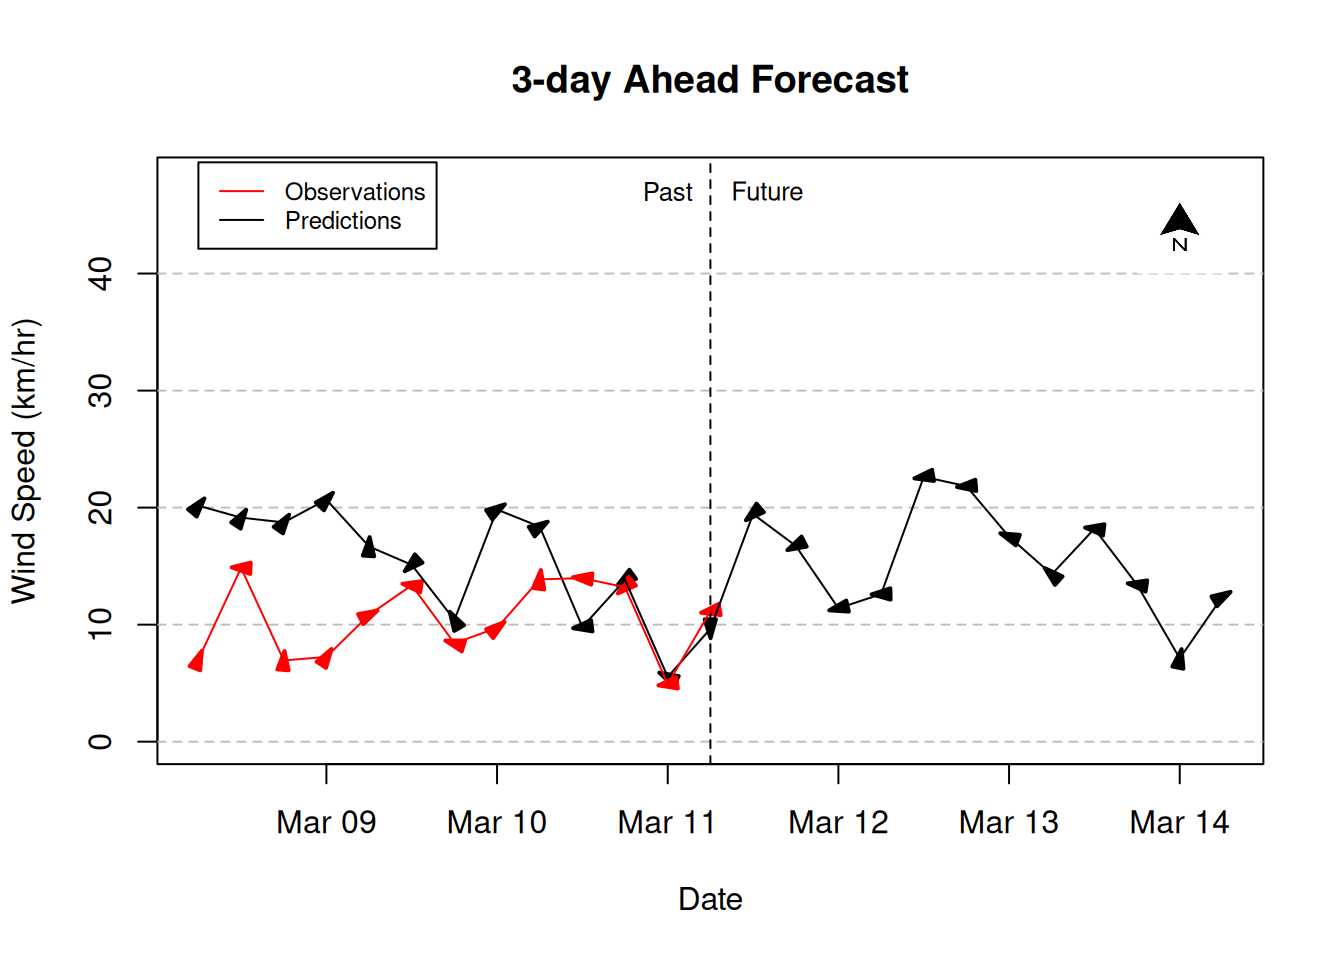 3-day Ahead Forecast
Observations
Predictions
Past
Future
N
40
30
20
10
0
Wind Speed (km/hr)
Mar 09
Mar 10
Mar 11
Mar 12
Mar 13
Mar 14
Date